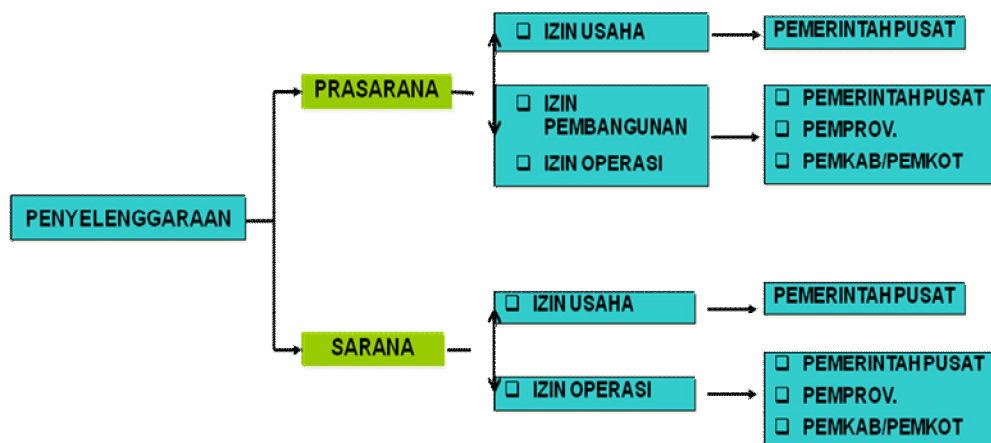 PENYELENGGARAAN
PRASARANA
❑ IZIN USAHA
PEMERINTAH PUSAT
❑ IZIN
PEMBANGUNAN
❑ IZIN OPERASI
❑ PEMERINTAH PUSAT
❑ PEMPROV.
❑ PEMKAB/PEMKOT
SARANA
❑ IZIN USAHA
PEMERINTAH PUSAT
❑ IZIN OPERASI
❑ PEMERINTAH PUSAT
❑ PEMPROV.
❑ PEMKAB/PEMKOT